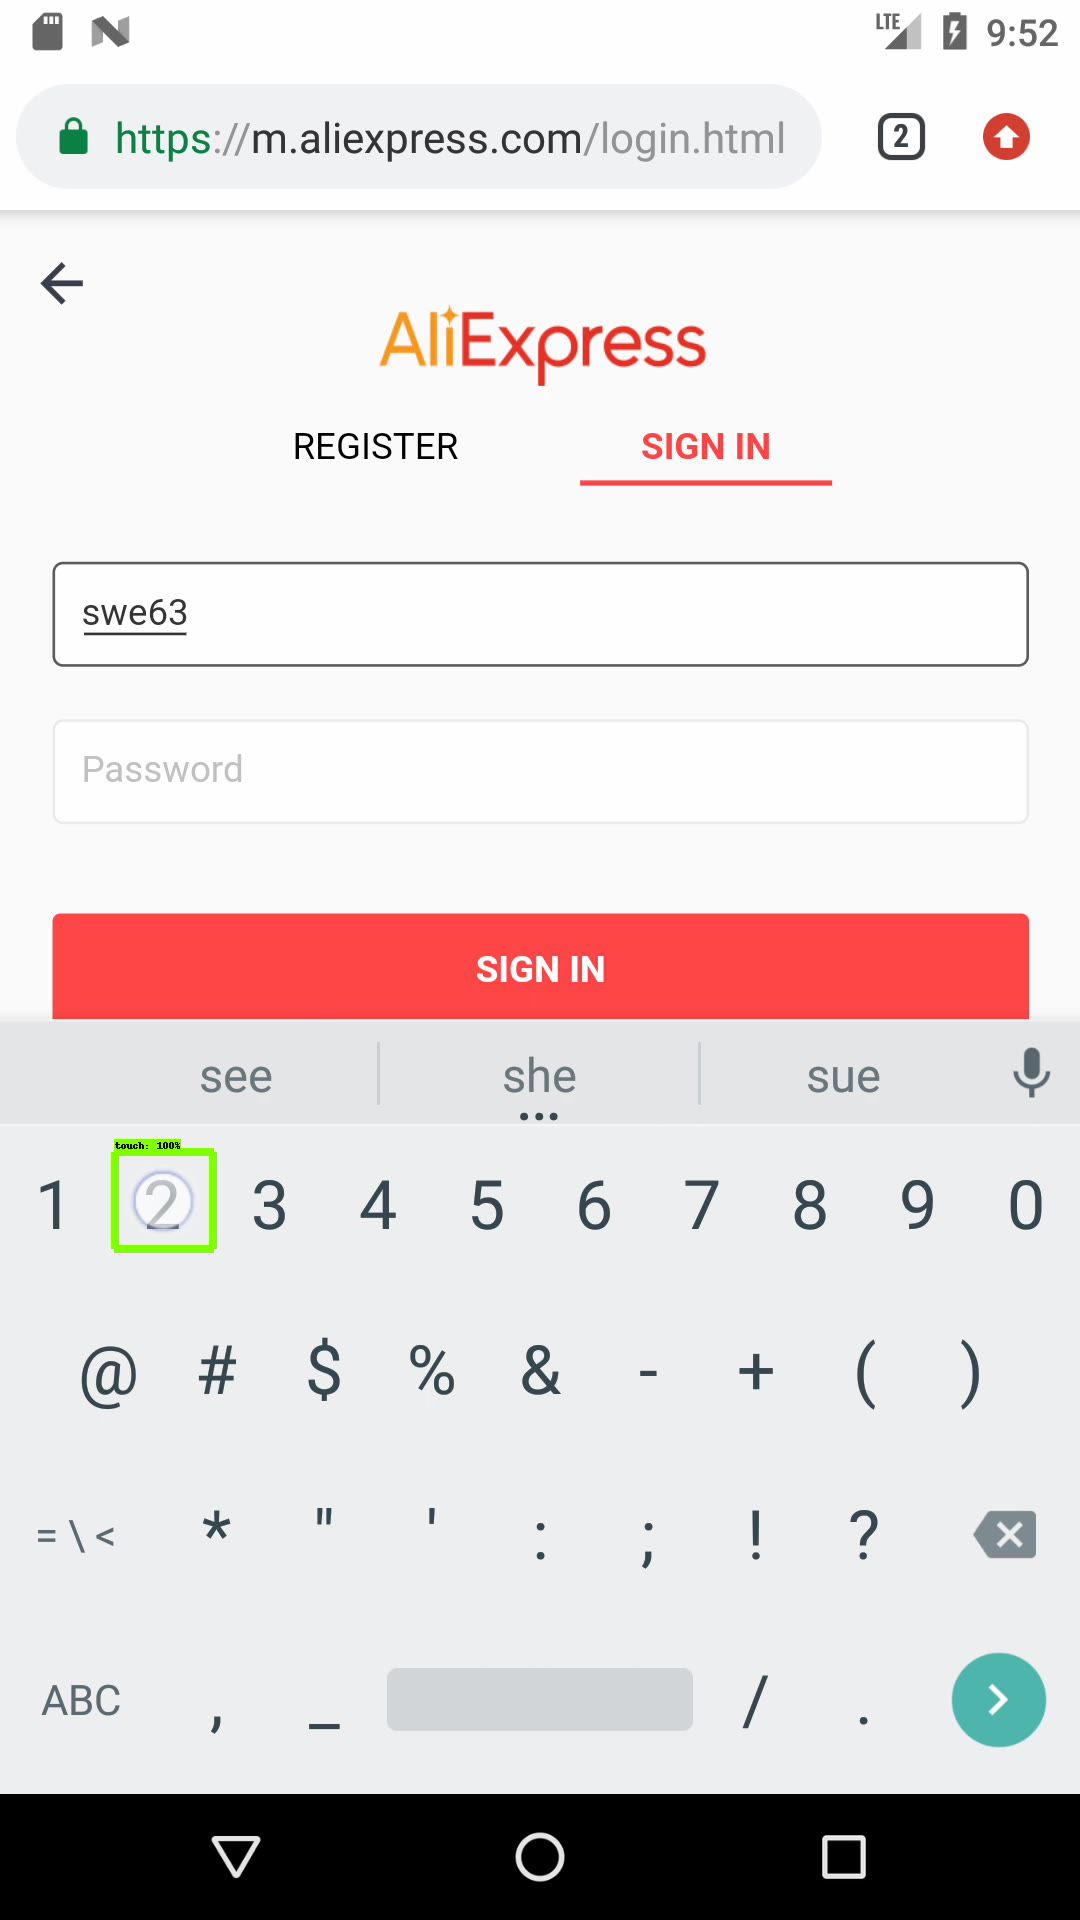 LTE 9:52
https://m.aliexpress.com/login.html 2
AliExpress
REGISTER SIGN IN
swe63
Password
SIGN IN
see she sue
touch: 100%
1 2 3 4 5 6 7 8 9 0
@ # $ % & - + ( )
= \ < * " ' : ; ! ?
ABC , _ / .